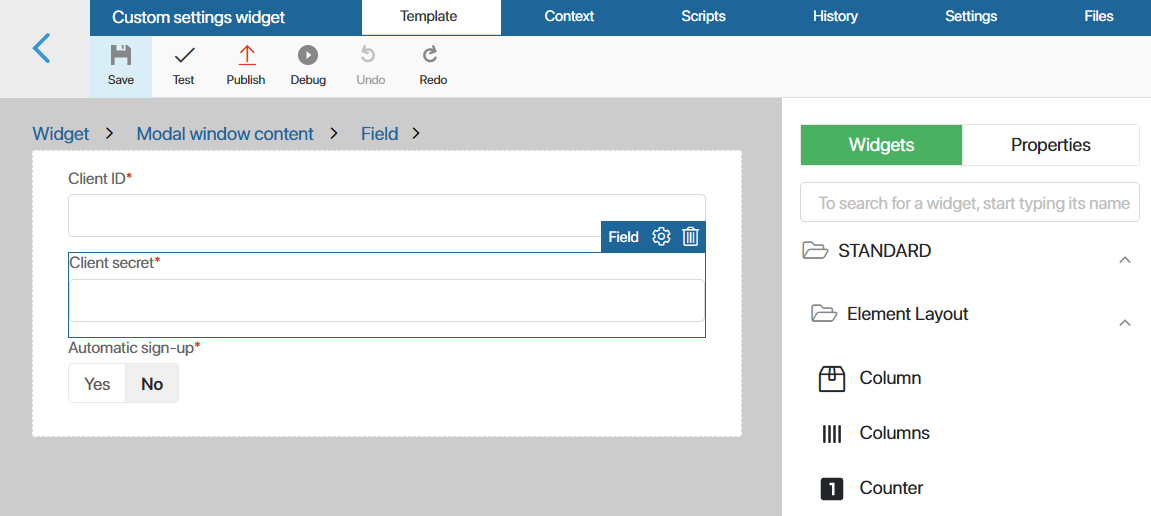 Custom settings widget Template Context Scripts History Settings Files
Save Test Publish Debug Undo Redo
Widget Modal window content Field
Client ID*
Field
Client secret*
Automatic sign-up*
Yes No
Widgets Properties
To search for a widget, start typing its name
STANDARD
Element Layout
Column
Columns
1 Counter